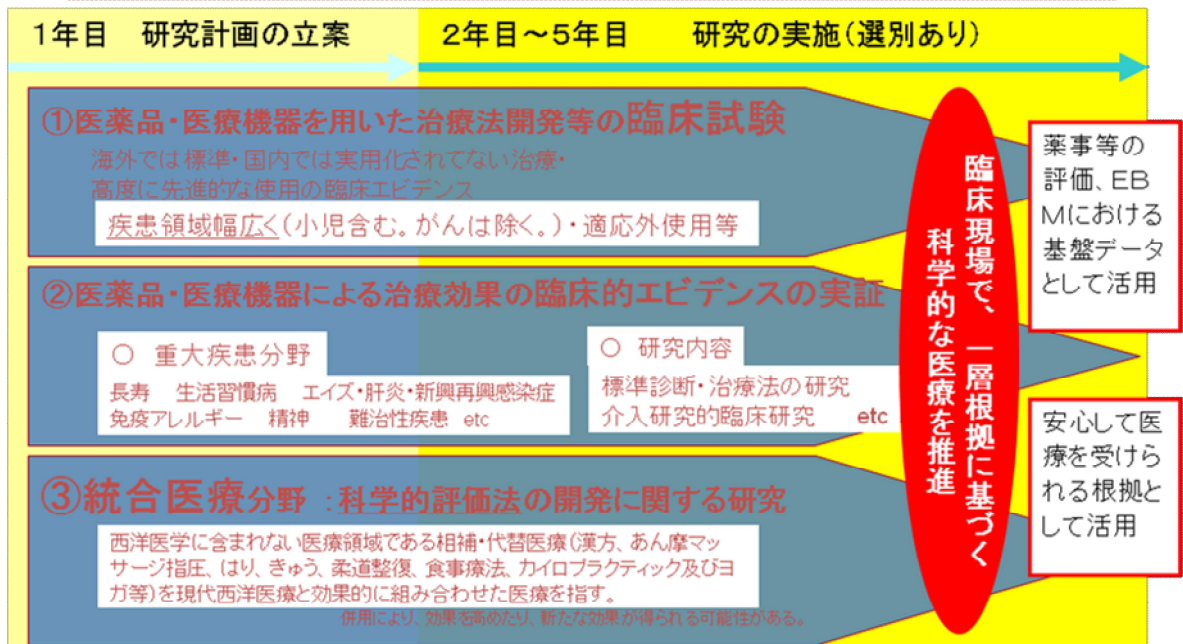 1年目 研究計画の立案
2年目～5年目 研究の実施(選別あり)
①医薬品・医療機器を用いた治療法開発等の臨床試験
海外では標準・国内では実用化されてない治療・
高度に先進的な使用の臨床エビデンス
疾患領域幅広く(小児含む。がんは除く。)・適応外使用等
②医薬品・医療機器による治療効果の臨床的エビデンスの実証
○ 重大疾患分野
長寿 生活習慣病 エイズ・肝炎・新興再興感染症
免疫アレルギー 精神 難治性疾患 etc
○ 研究内容
標準診断・治療法の研究
介入研究的臨床研究 etc
③統合医療分野 : 科学的評価法の開発に関する研究
西洋医学に含まれない医療領域である相補・代替医療(漢方、あん摩マッ
サージ指圧、はり、きゅう、柔道整復、食事療法、カイロプラクティック及びヨ
ガ等)を現代西洋医療と効果的に組み合わせた医療を指す。
併用により、効果を高めたり、新たな効果が得られる可能性がある。
臨床現場で、一層根拠に基づく
科学的な医療を推進
薬事等の
評価、EB
Mにおける
基盤データ
として活用
安心して医
療を受けら
れる根拠と
して活用